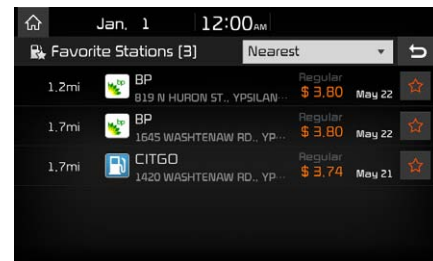 Jan. 1 12:00 AM
Favorite Stations (3) Nearest
1.2mi BP Regular
819 N HURON ST., YPSILAN··· $ 3.80 May 22
1.7mi BP Regular
1645 WASHTENAW RD., YP··· $ 3.80 May 22
1.7mi CITGO Regular
1420 WASHTENAW RD., YP··· $ 3.74 May 21